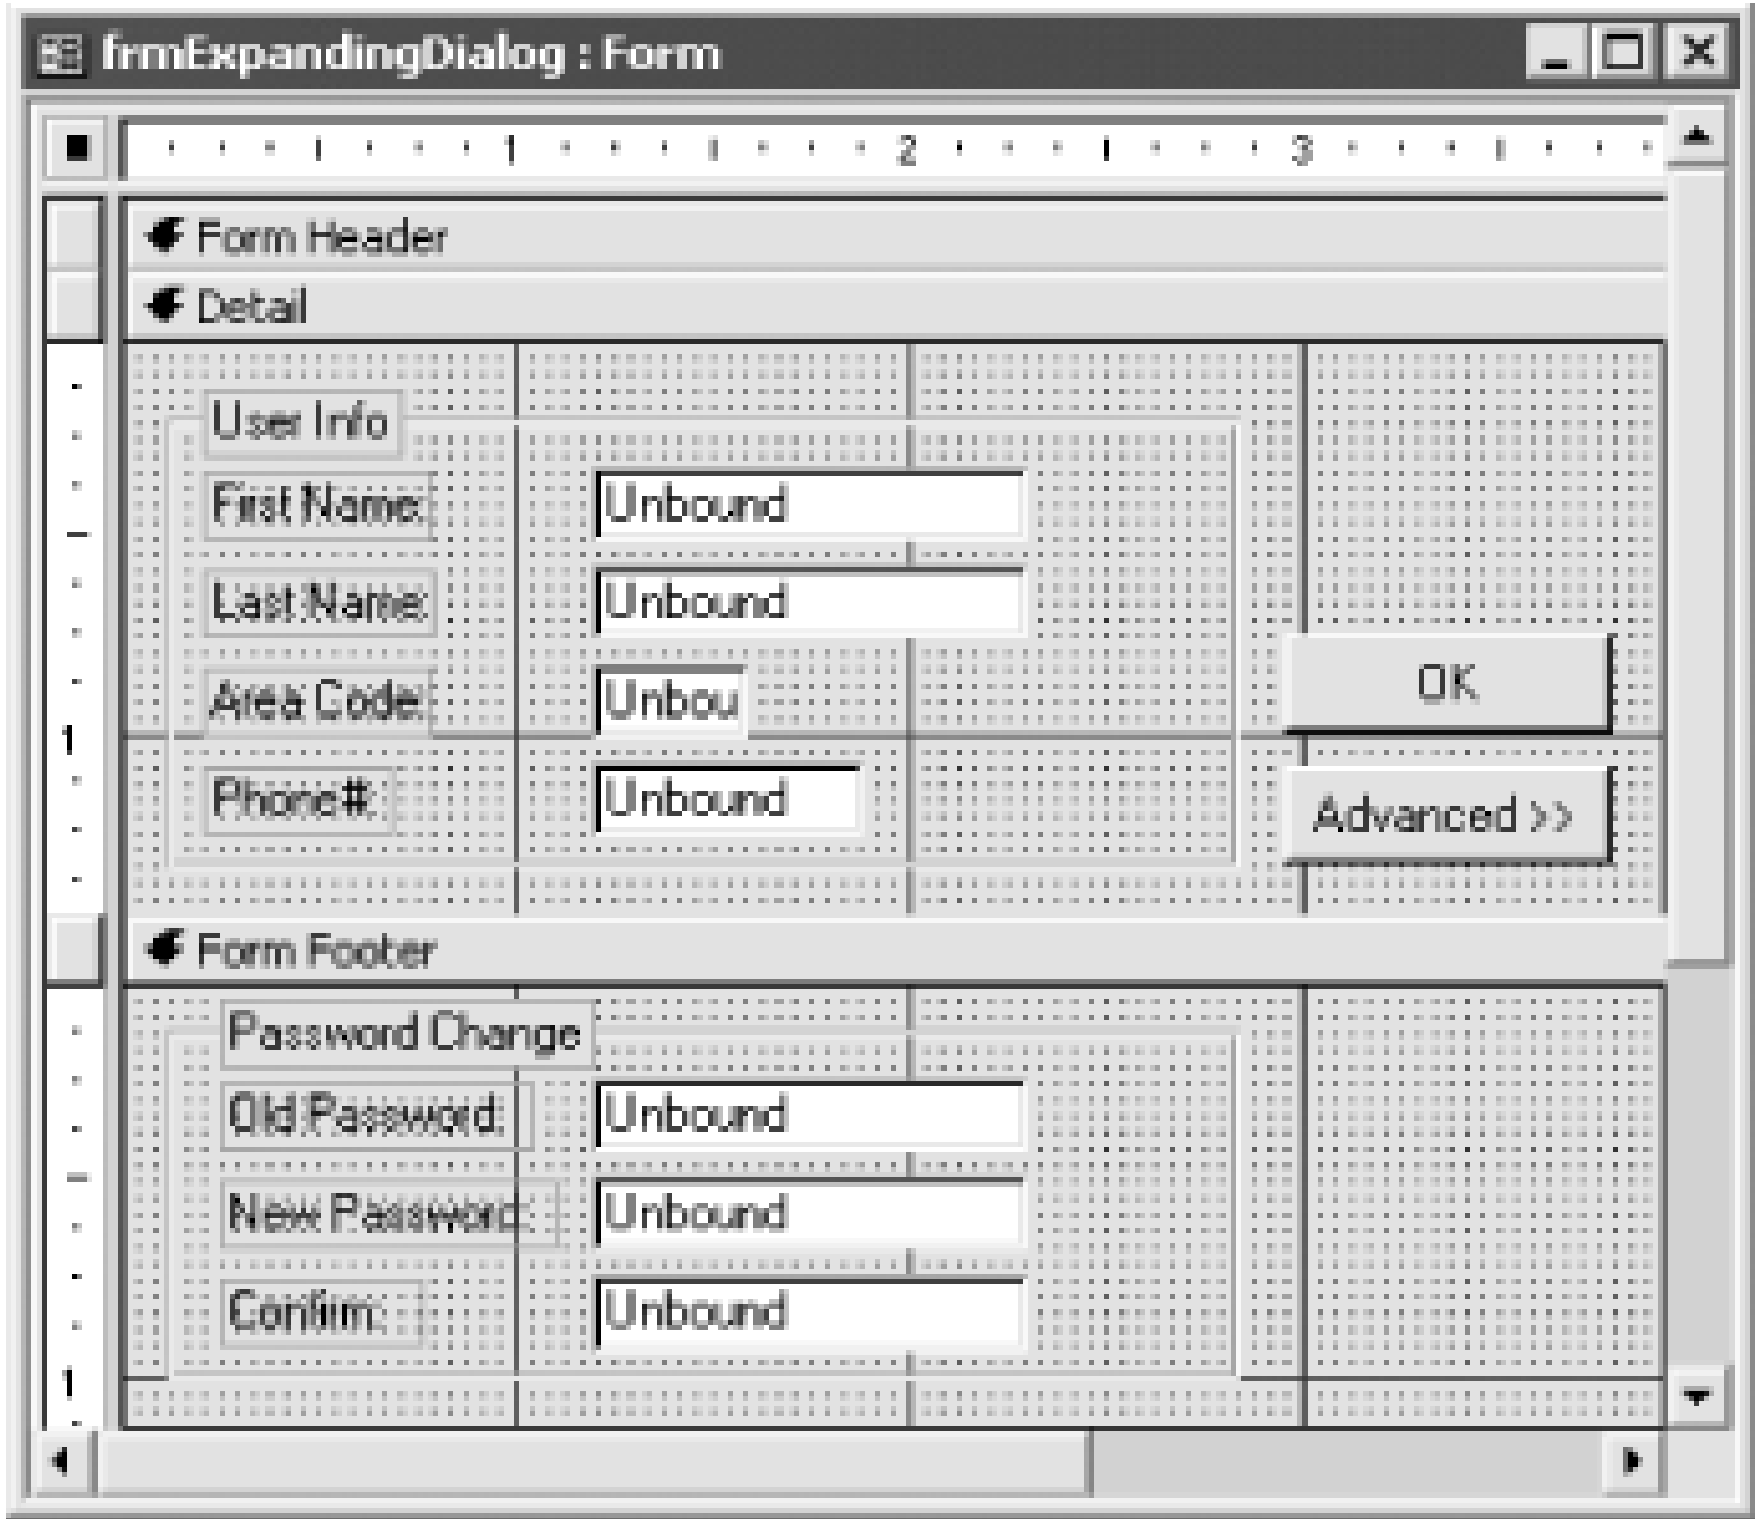 frmExpandingDialog : Form
1 2 3
Form Header
Detail
User Info
First Name: Unbound
Last Name: Unbound
Area Code: Unbou
OK
1
Phone#: Unbound
Advanced >>
Form Footer
Password Change
Old Password: Unbound
New Password: Unbound
Confirm: Unbound
1